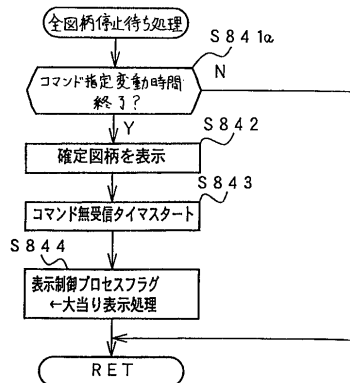 全図柄停止待ち処理
S841a
コマンド指定変動時間
終了?
N
Y
S842
確定図柄を表示
S843
コマンド無受信タイマスタート
S844
表示制御プロセスフラグ
←大当り表示処理
RET